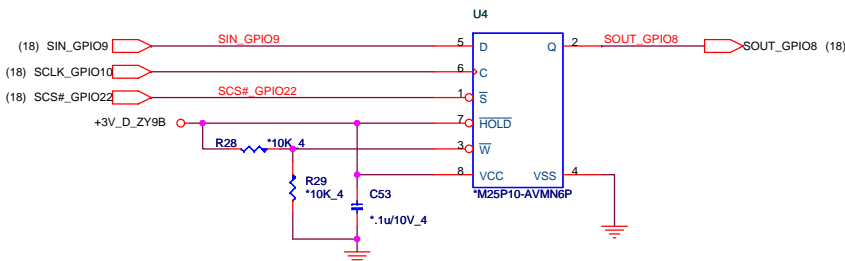 U4
(18) SIN_GPIO9 SIN_GPIO9 5 D Q 2 SOUT_GPIO8 SOUT_GPIO8 (18)
(18) SCLK_GPIO10 6 C
(18) SCS#_GPIO22 SCS#_GPIO22 1 S
+3V_D_ZY9B 7 HOLD
R28 *10K_4 3 W
8 VCC VSS 4
R29
*10K_4
C53
*.1u/10V_4
*M25P10-AVMN6P